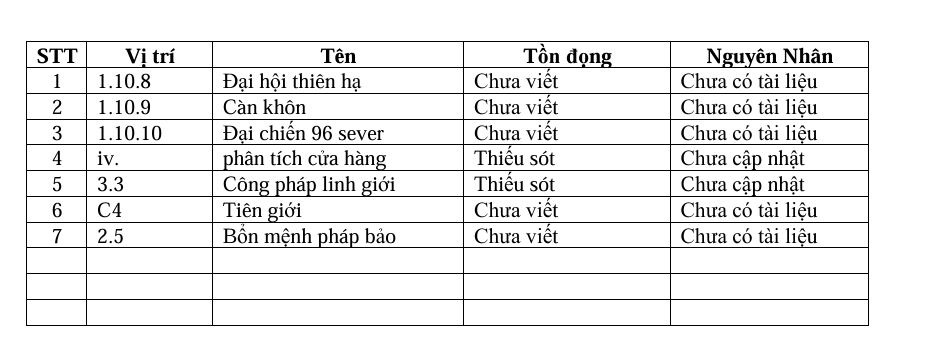 STT Vị trí Tên Tồn đọng Nguyên Nhân
1 1.10.8 Đại hội thiên hạ Chưa viết Chưa có tài liệu
2 1.10.9 Càn khôn Chưa viết Chưa có tài liệu
3 1.10.10 Đại chiến 96 sever Chưa viết Chưa có tài liệu
4 iv. phân tích cửa hàng Thiếu sót Chưa cập nhật
5 3.3 Công pháp linh giới Thiếu sót Chưa cập nhật
6 C4 Tiên giới Chưa viết Chưa có tài liệu
7 2.5 Bổn mệnh pháp bảo Chưa viết Chưa có tài liệu